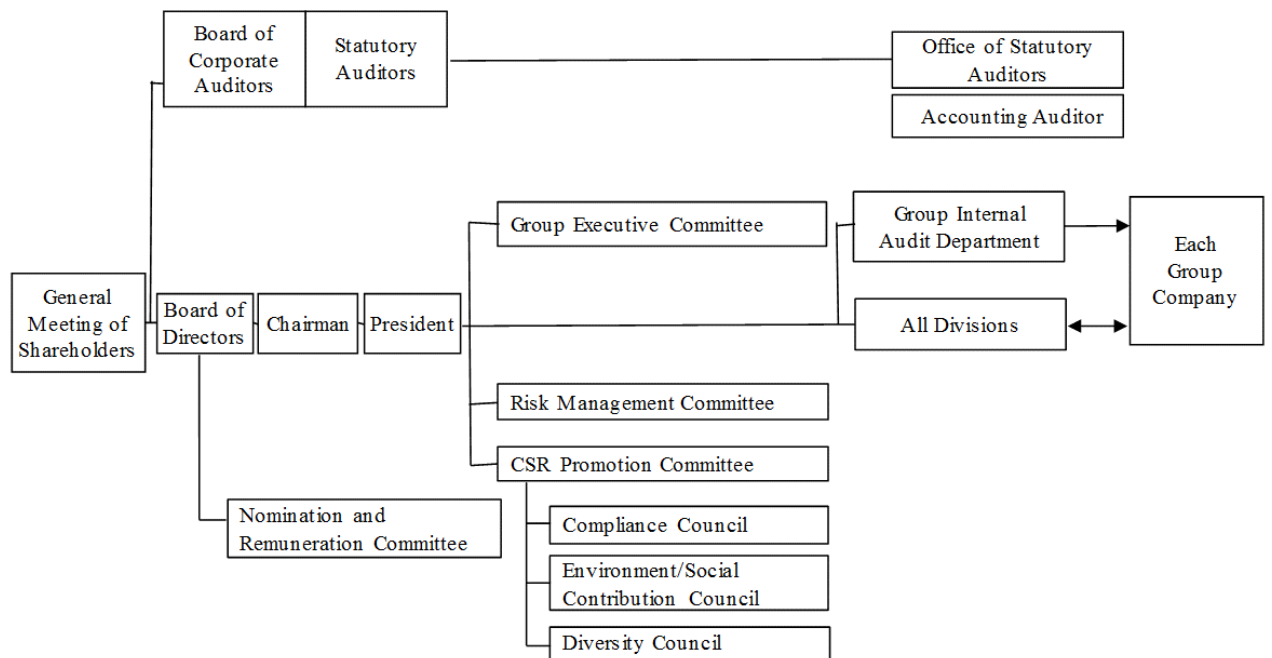 Board of
Corporate
Auditors
Statutory
Auditors
Office of Statutory
Auditors
Accounting Auditor
Group Executive Committee
Group Internal
Audit Department
Each
Group
Company
General
Meeting of
Shareholders
Board of
Directors
Chairman
President
All Divisions
Risk Management Committee
CSR Promotion Committee
Nomination and
Remuneration Committee
Compliance Council
Environment/Social
Contribution Council
Diversity Council